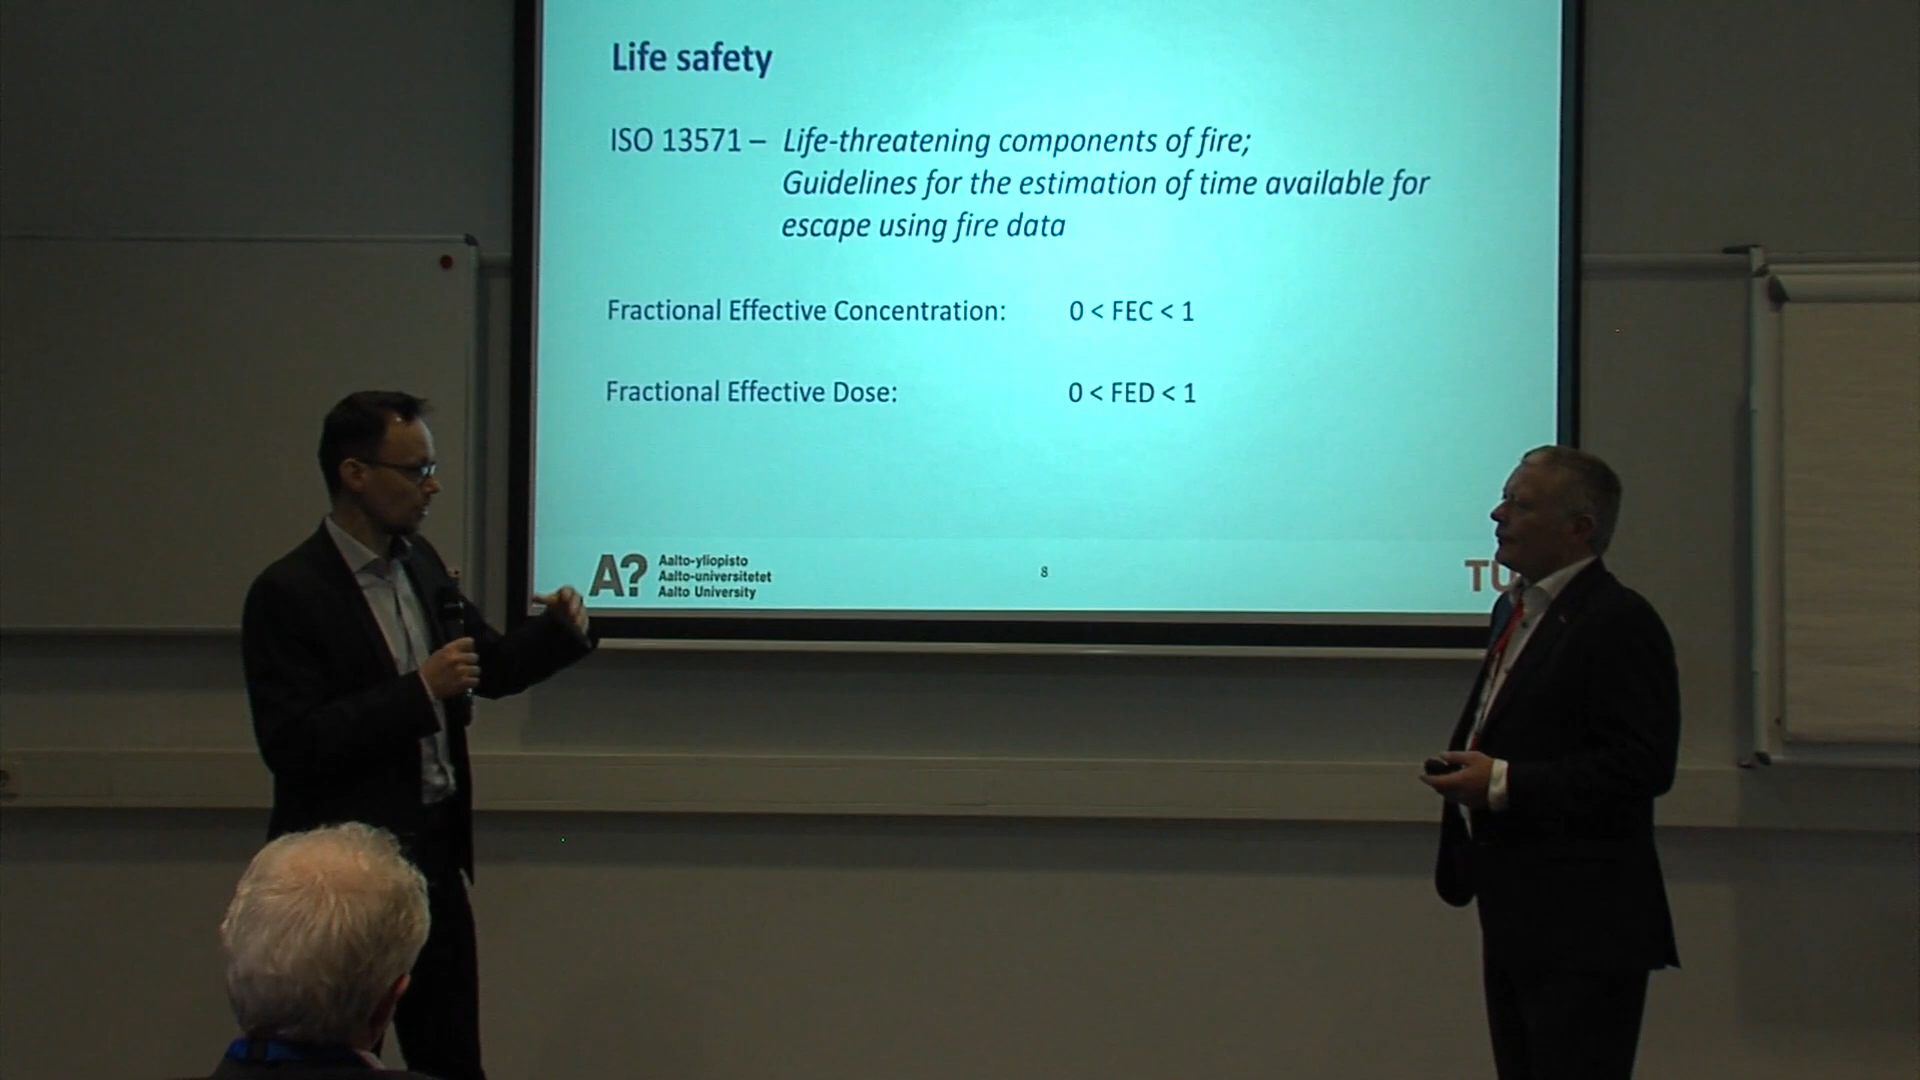 Life safety
ISO 13571 – Life-threatening components of fire;
Guidelines for the estimation of time available for
escape using fire data
Fractional Effective Concentration: 0 < FEC < 1
Fractional Effective Dose: 0 < FED < 1
A? Aalto-yliopisto
Aalto-universitetet
Aalto University
8
TU